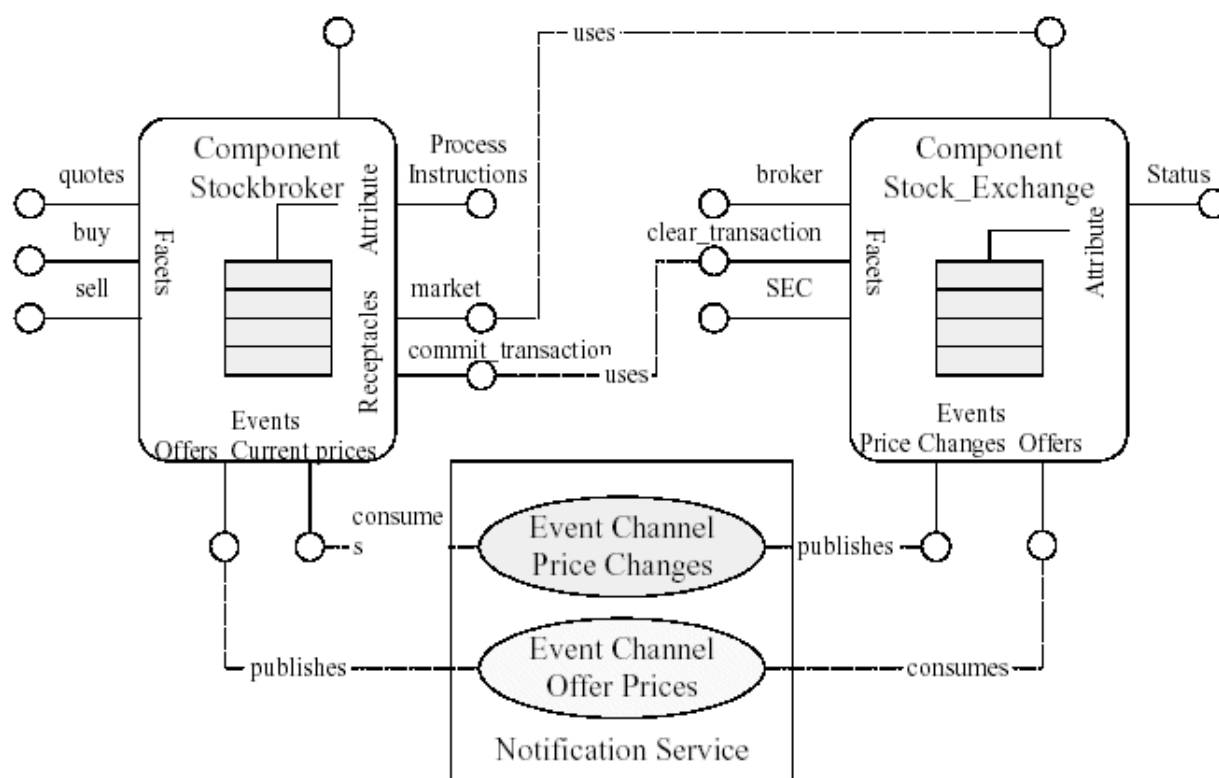 uses
Component
Stockbroker
Process
Instructions
quotes
buy
sell
Facets
Attribute
Receptacles
market
commit_transaction
uses
Events
Offers Current prices
Component
Stock_Exchange
broker
clear_transaction
SEC
Facets
Attribute
Status
Events
Price Changes Offers
consume
s
Event Channel
Price Changes
publishes
publishes
Event Channel
Offer Prices
consumes
Notification Service